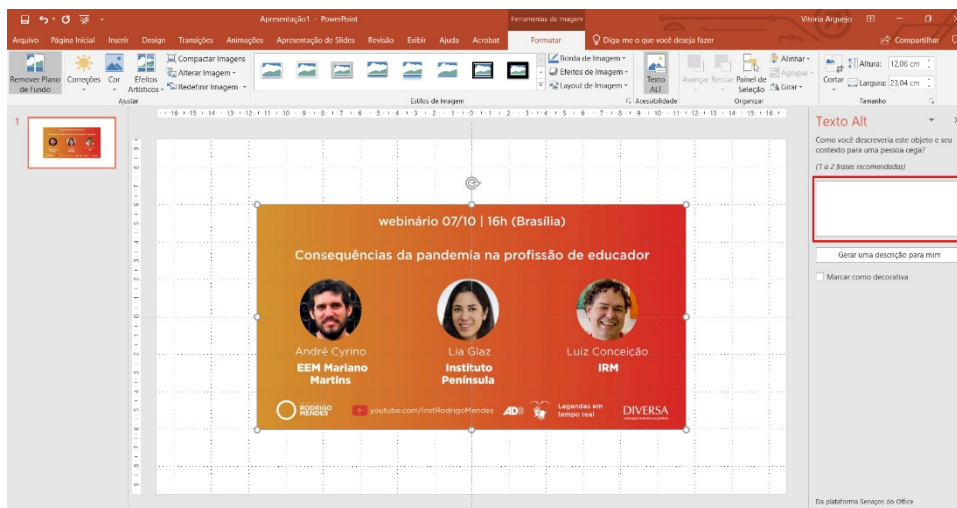 Apresentação1 - PowerPoint
Ferramentas de Imagem
Vitoria Arguejo
Arquivo Página Inicial Inserir Design Transições Animações Apresentação de Slides Revisão Exibir Ajuda Acrobat Formatar Diga-me o que você deseja fazer Compartilhar
Remover Plano de Fundo
Correções
Cor
Efeitos Artísticos
Compactar Imagens
Alterar Imagem
Redefinir Imagem
Ajustar
Estilos de Imagem
Borda de Imagem
Efeitos de Imagem
Layout de Imagem
Texto ALT
Acessibilidade
Avançar
Recuar
Painel de Seleção
Alinhar
Agrupar
Girar
Organizar
Cortar
Altura: 12,06 cm
Largura: 23,04 cm
Tamanho
1
webinário 07/10 | 16h (Brasília)
Consequências da pandemia na profissão de educador
André Cyrino
EEM Mariano
Martins
Lia Glaz
Instituto
Península
Luiz Conceição
IRM
RODRIGO
MENDES
youtube.com/InstRodrigoMendes
AD))
Legendas em
tempo real
DIVERSA
Texto Alt
Como você descreveria este objeto e seu
contexto para uma pessoa cega?
(1 a 2 frases recomendadas)
Gerar uma descrição para mim
Marcar como decorativa
Da plataforma Serviços do Office